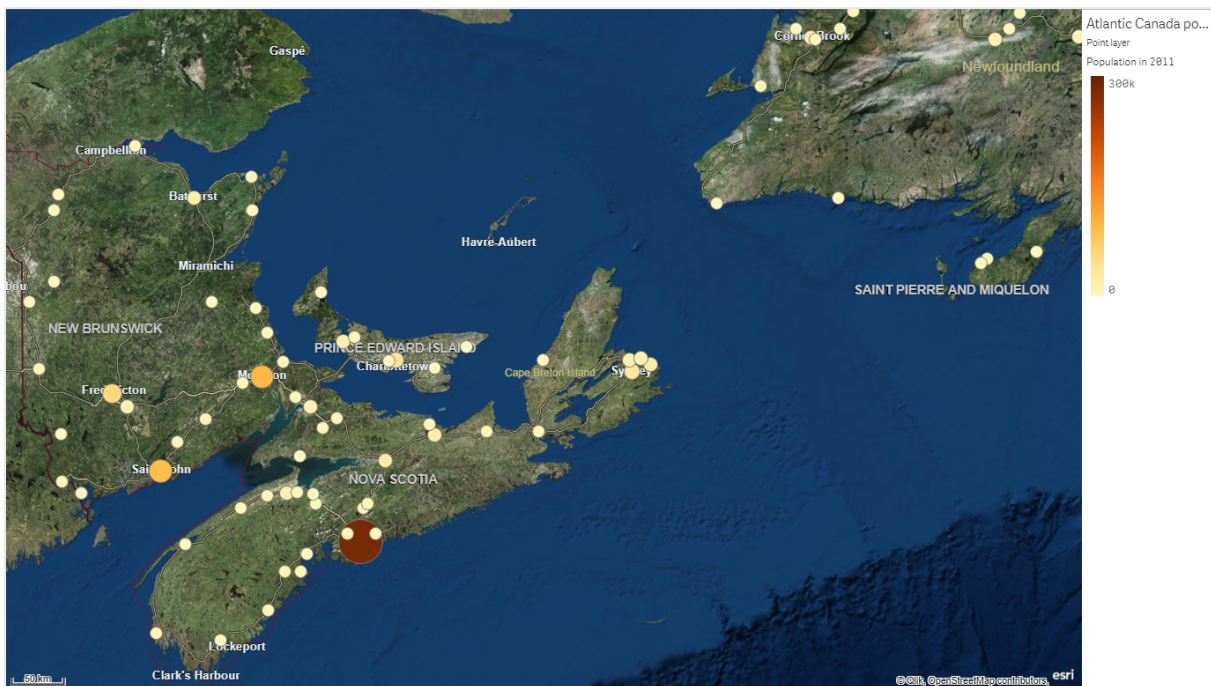 Gaspé
Corner Brook
Newfoundland
Campbellton
Bathurst
Havre-Aubert
Miramichi
bou
SAINT PIERRE AND MIQUELON
NEW BRUNSWICK
PRINCE EDWARD ISLAND
Charlottetow
Cape Breton Island
Sydney
Fredericton
Moncton
Saint John
NOVA SCOTIA
Lockeport
Clark's Harbour
50 km
© Qlik, OpenStreetMap contributors,
esri
Atlantic Canada po...
Point layer
Population in 2011
300k
0